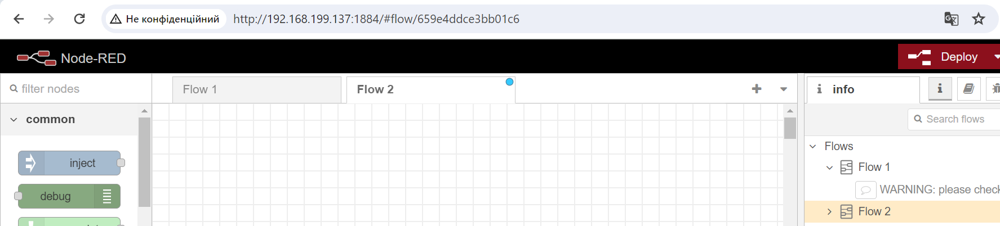 Не конфіденційний http://192.168.199.137:1884/#flow/659e4ddce3bb01c6
Node-RED Deploy
filter nodes Flow 1 Flow 2 info
common
Search flows
Flows
inject Flow 1
debug WARNING: please check
Flow 2